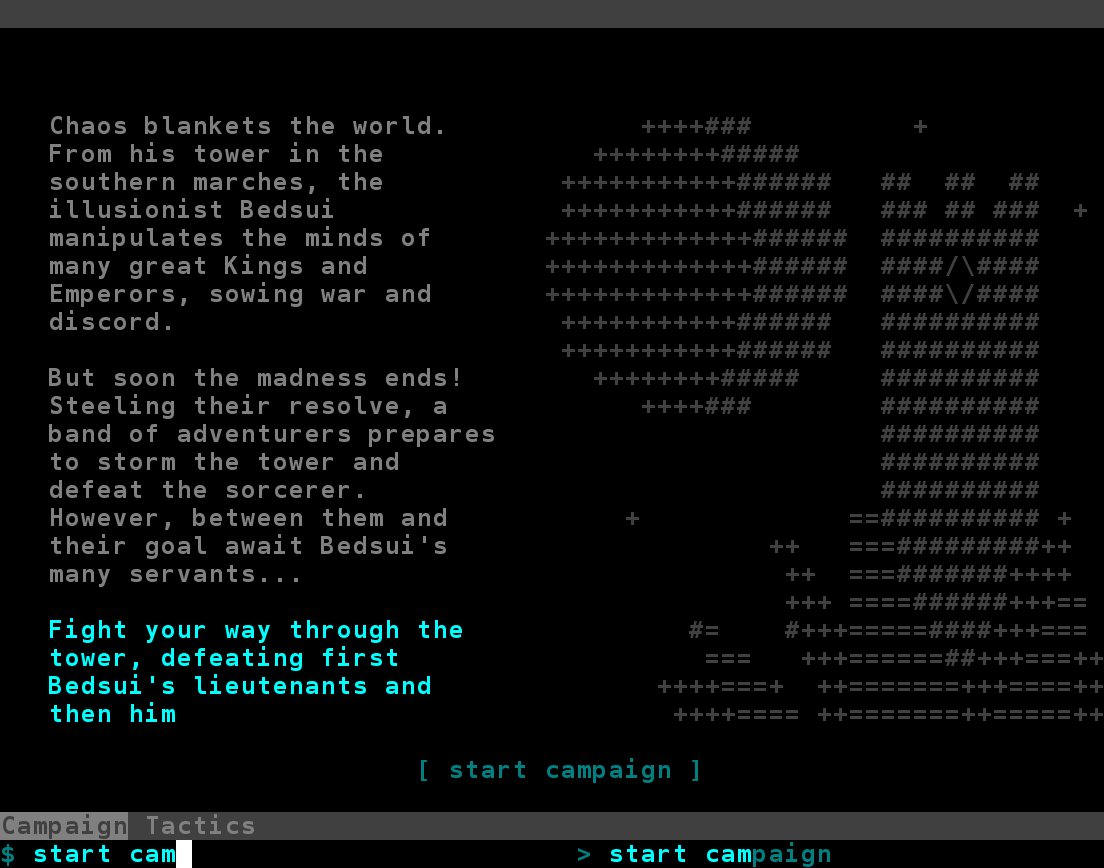 Chaos blankets the world.
From his tower in the
southern marches, the
illusionist Bedsui
manipulates the minds of
many great Kings and
Emperors, sowing war and
discord.
But soon the madness ends!
Steeling their resolve, a
band of adventurers prepares
to storm the tower and
defeat the sorcerer.
However, between them and
their goal await Bedsui's
many servants...
Fight your way through the
tower, defeating first
Bedsui's lieutenants and
then him
[ start campaign ]
Campaign Tactics
$ start cam > start campaign